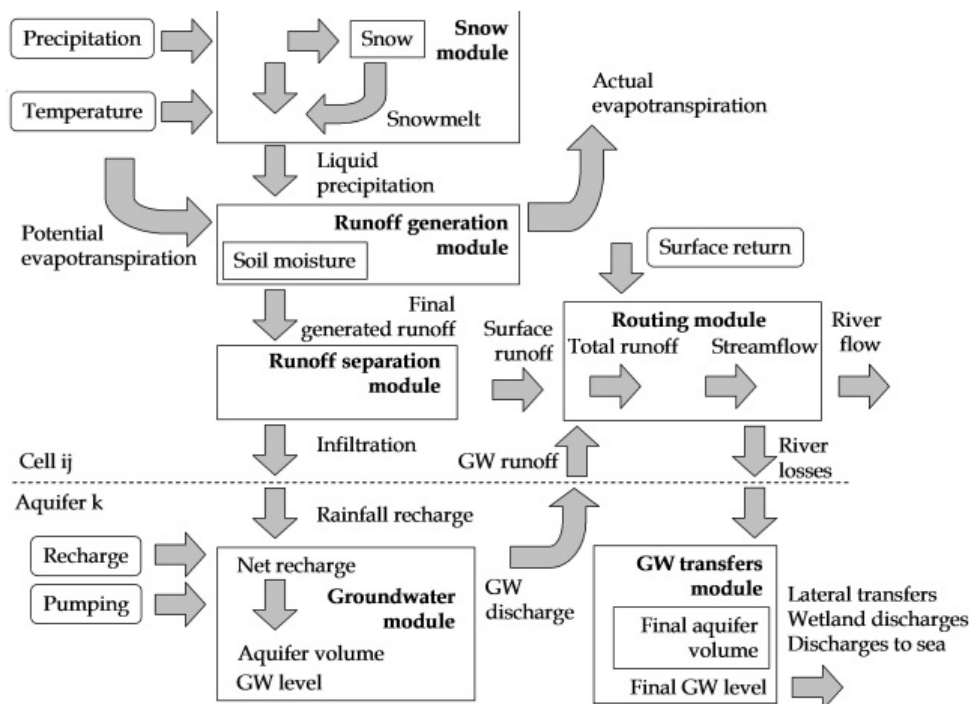 Precipitation
Snow
Snow
module
Temperature
Snowmelt
Actual
evapotranspiration
Liquid
precipitation
Potential
evapotranspiration
Runoff generation
module
Soil moisture
Surface return
Final
generated runoff
Surface
runoff
Routing module
Total runoff
Streamflow
River
flow
Runoff separation
module
Infiltration
GW runoff
River
losses
Cell ij
Aquifer k
Rainfall recharge
Recharge
Pumping
Net recharge
Groundwater
module
Aquifer volume
GW level
GW
discharge
GW transfers
module
Final aquifer
volume
Final GW level
Lateral transfers
Wetland discharges
Discharges to sea